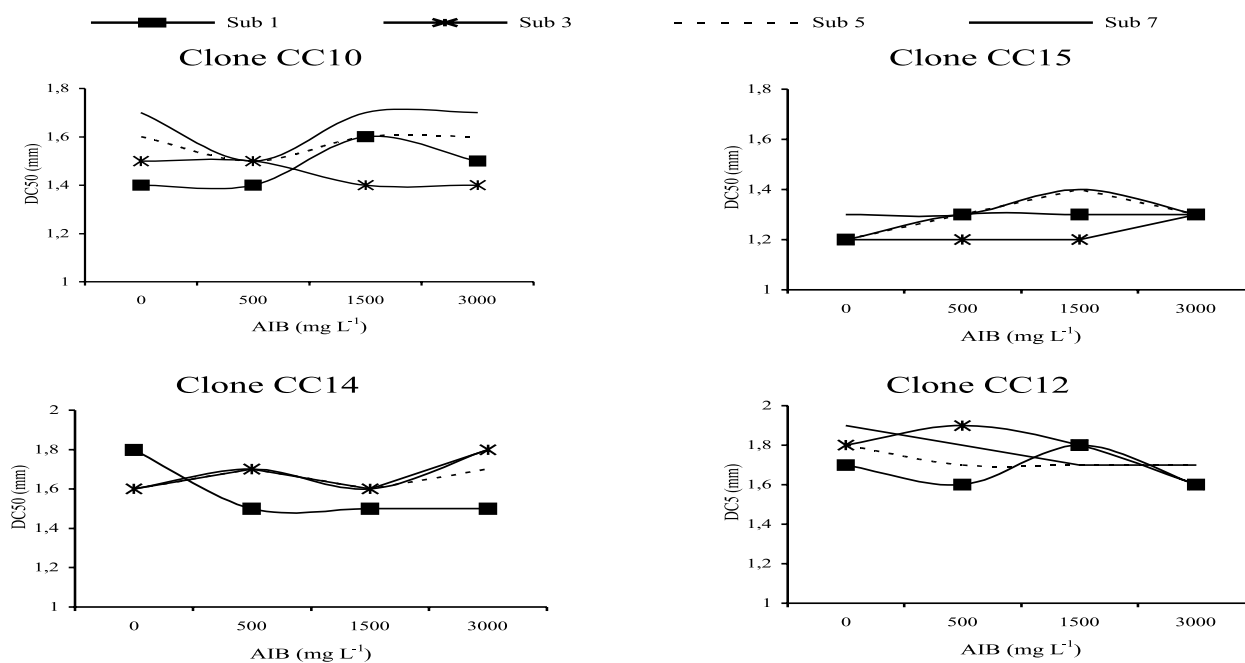 Sub 1 Sub 3 Sub 5 Sub 7
Clone CC10
1,8
1,6
1,4
1,2
1
DC50 (mm)
0 500 1500 3000
AIB (mg L-1)
Clone CC15
1,8
1,6
1,4
1,2
1
DC50 (mm)
0 500 1500 3000
AIB (mg L-1)
Clone CC14
2
1,8
1,6
1,4
1,2
1
DC50 (mm)
0 500 1500 3000
AIB (mg L-1)
Clone CC12
2
1,8
1,6
1,4
1,2
1
DC5 (mm)
0 500 1500 3000
AIB (mg L-1)